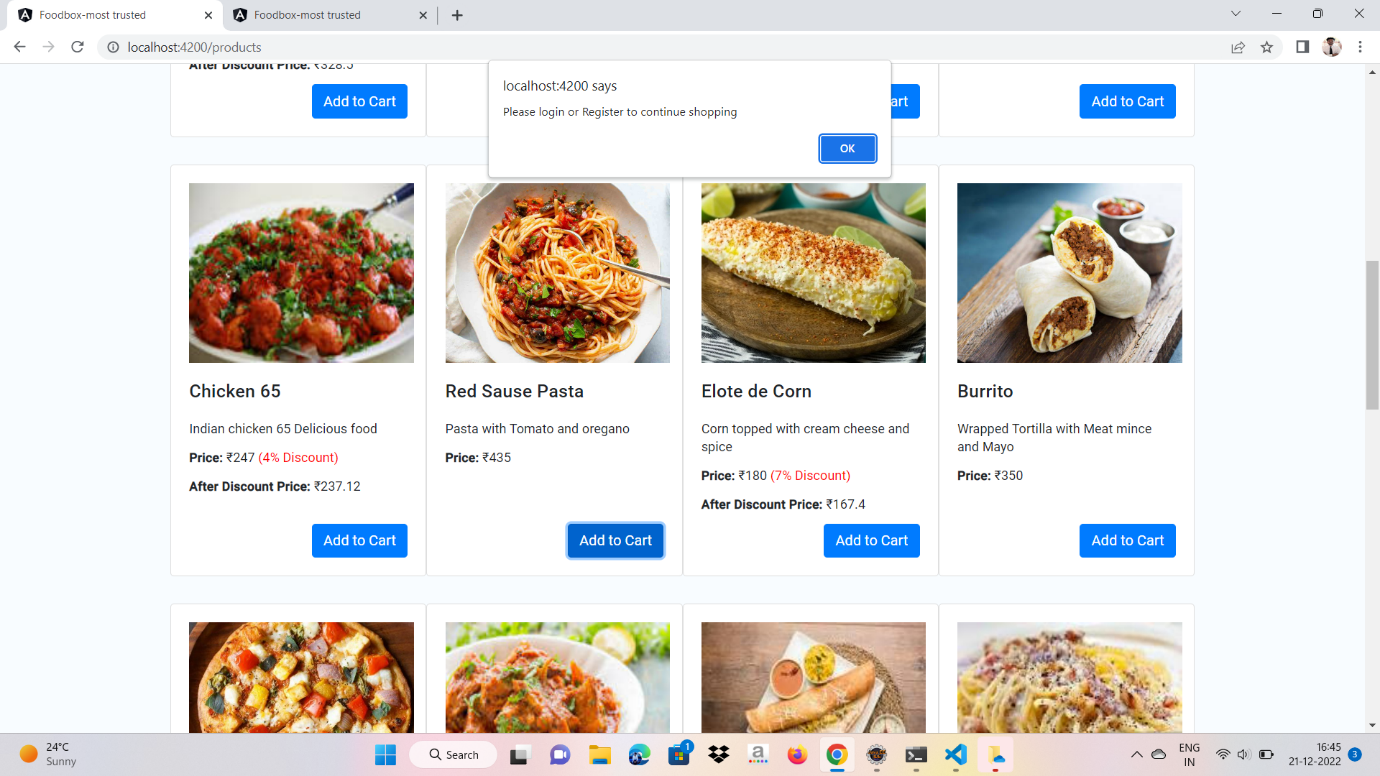 Foodbox-most trusted
Foodbox-most trusted
localhost:4200/products
After Discount Price: ₹328.5
localhost:4200 says
Please login or Register to continue shopping
OK
Add to Cart
art
Add to Cart
Chicken 65
Indian chicken 65 Delicious food
Price: ₹247 (4% Discount)
After Discount Price: ₹237.12
Add to Cart
Red Sause Pasta
Pasta with Tomato and oregano
Price: ₹435
Add to Cart
Elote de Corn
Corn topped with cream cheese and
spice
Price: ₹180 (7% Discount)
After Discount Price: ₹167.4
Add to Cart
Burrito
Wrapped Tortilla with Meat mince
and Mayo
Price: ₹350
Add to Cart
24°C
Sunny
Search
1
a
ENG
IN
16:45
21-12-2022
3